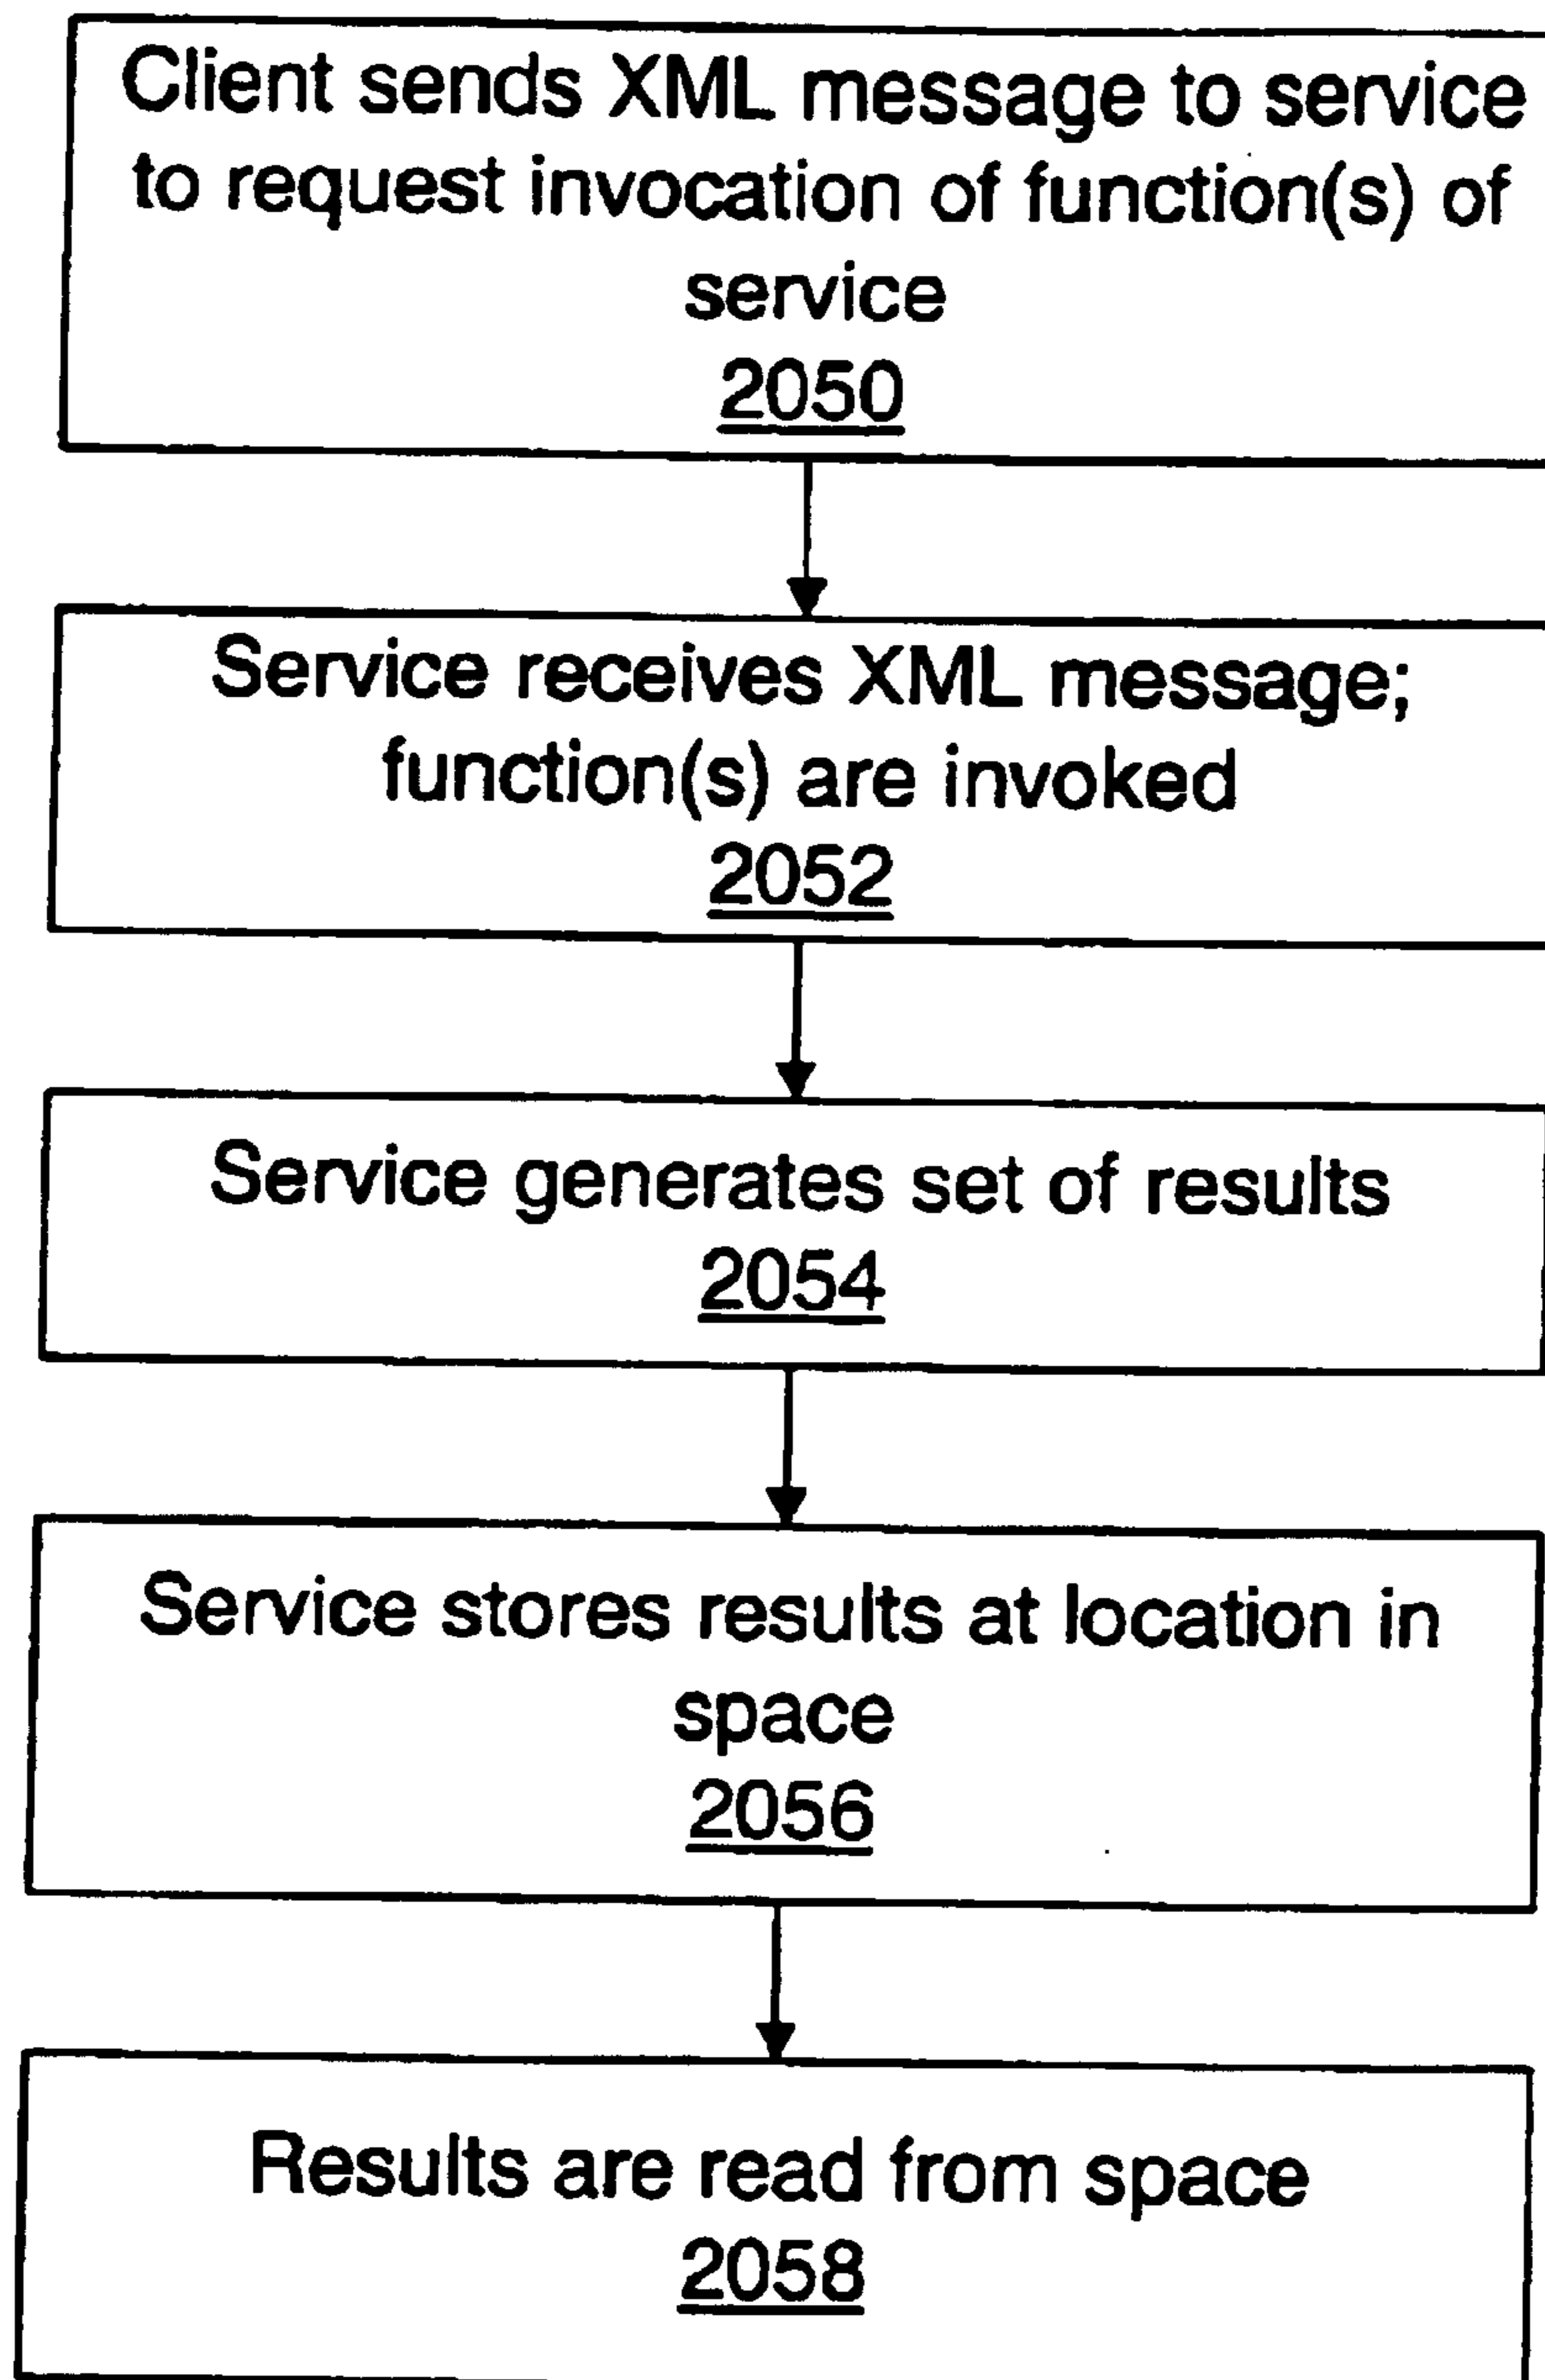 Client sends XML message to service
to request invocation of function(s) of
service
2050
Service receives XML message;
function(s) are invoked
2052
Service generates set of results
2054
Service stores results at location in
space
2056
Results are read from space
2058